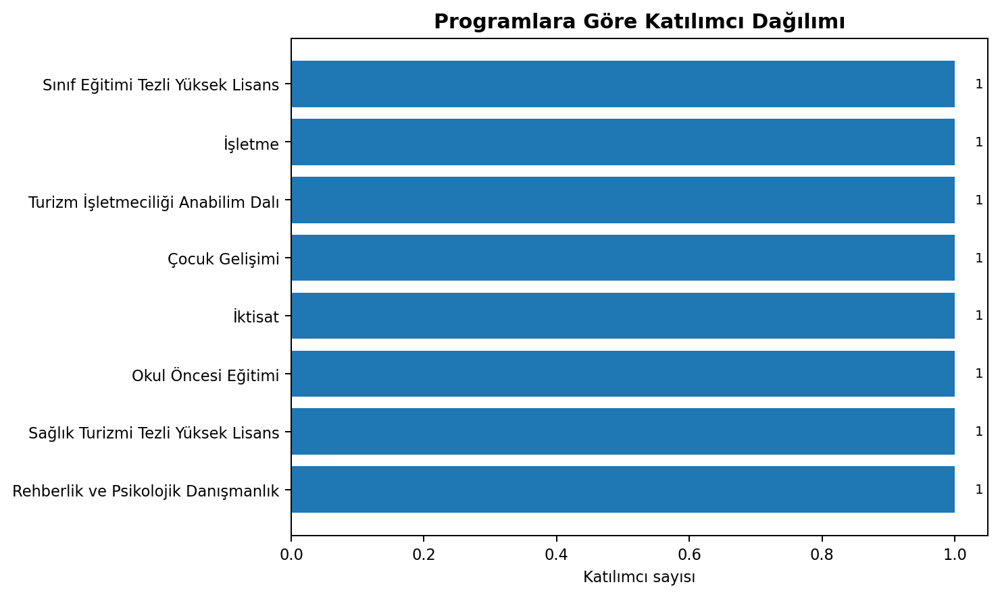 Programlara Göre Katılımcı Dağılımı
Sınıf Eğitimi Tezli Yüksek Lisans 1
İşletme 1
Turizm İşletmeciliği Anabilim Dalı 1
Çocuk Gelişimi 1
İktisat 1
Okul Öncesi Eğitimi 1
Sağlık Turizmi Tezli Yüksek Lisans 1
Rehberlik ve Psikolojik Danışmanlık 1
0.0 0.2 0.4 0.6 0.8 1.0
Katılımcı sayısı